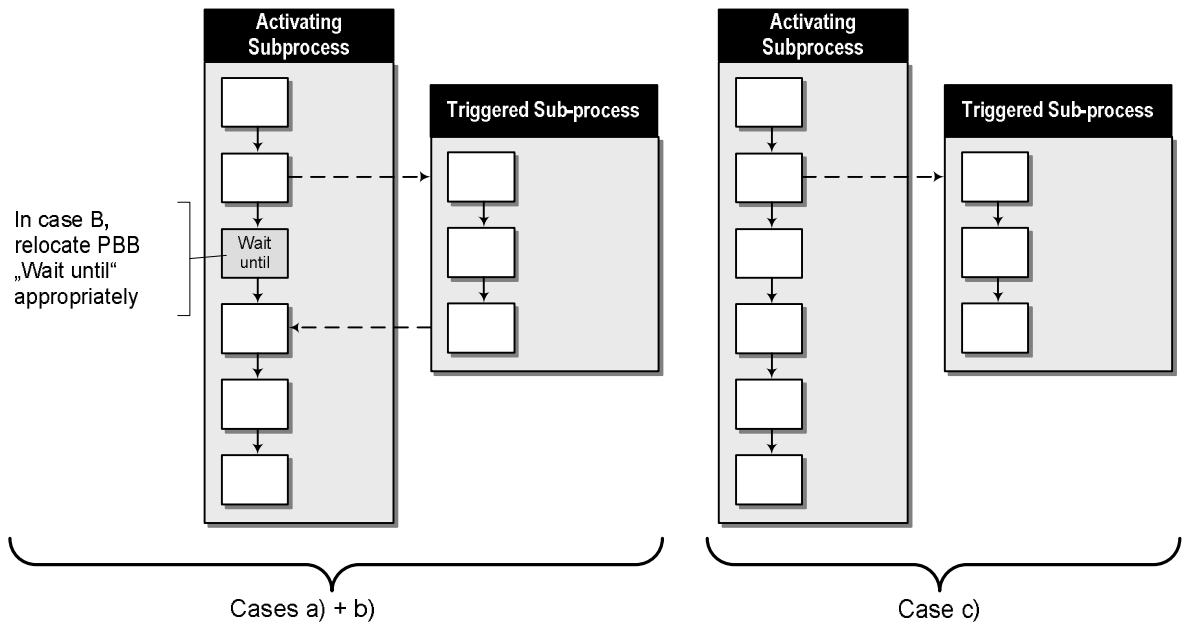 Activating
Subprocess
Triggered Sub-process
In case B,
relocate PBB
„Wait until“
appropriately
Wait
until
Cases a) + b)
Activating
Subprocess
Triggered Sub-process
Case c)